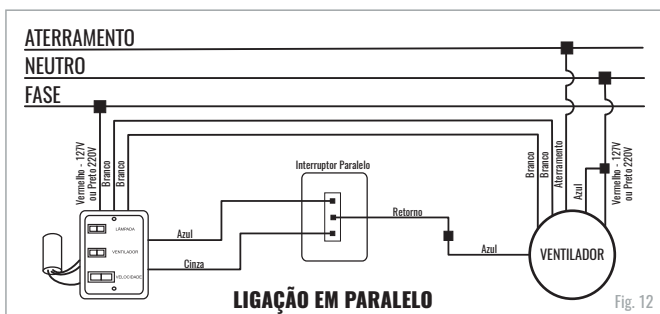 ATERRAMENTO
NEUTRO
FASE
Vermelho - 127V
ou Preto 220V
Branco
Branco
Interruptor Paralelo
Branco
Branco
Aterramento
Azul
Vermelho - 127V
ou Preto 220V
LÂMPADA
VENTILADOR
VELOCIDADE
Azul
Cinza
Retorno
Azul
VENTILADOR
LIGAÇÃO EM PARALELO
Fig. 12